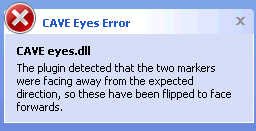 CAVE Eyes Error
CAVE eyes.dll
The plugin detected that the two markers
were facing away from the expected
direction, so these have been flipped to face
forwards.